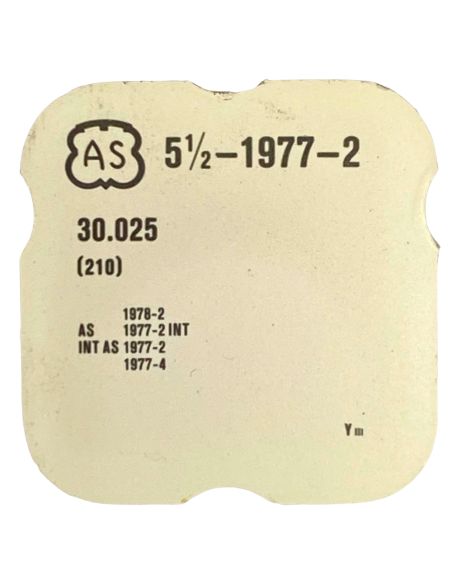 AS 5½–1977–2
30.025
(210)
1978-2
AS 1977-2 INT
INT AS 1977-2
1977-4
Y III